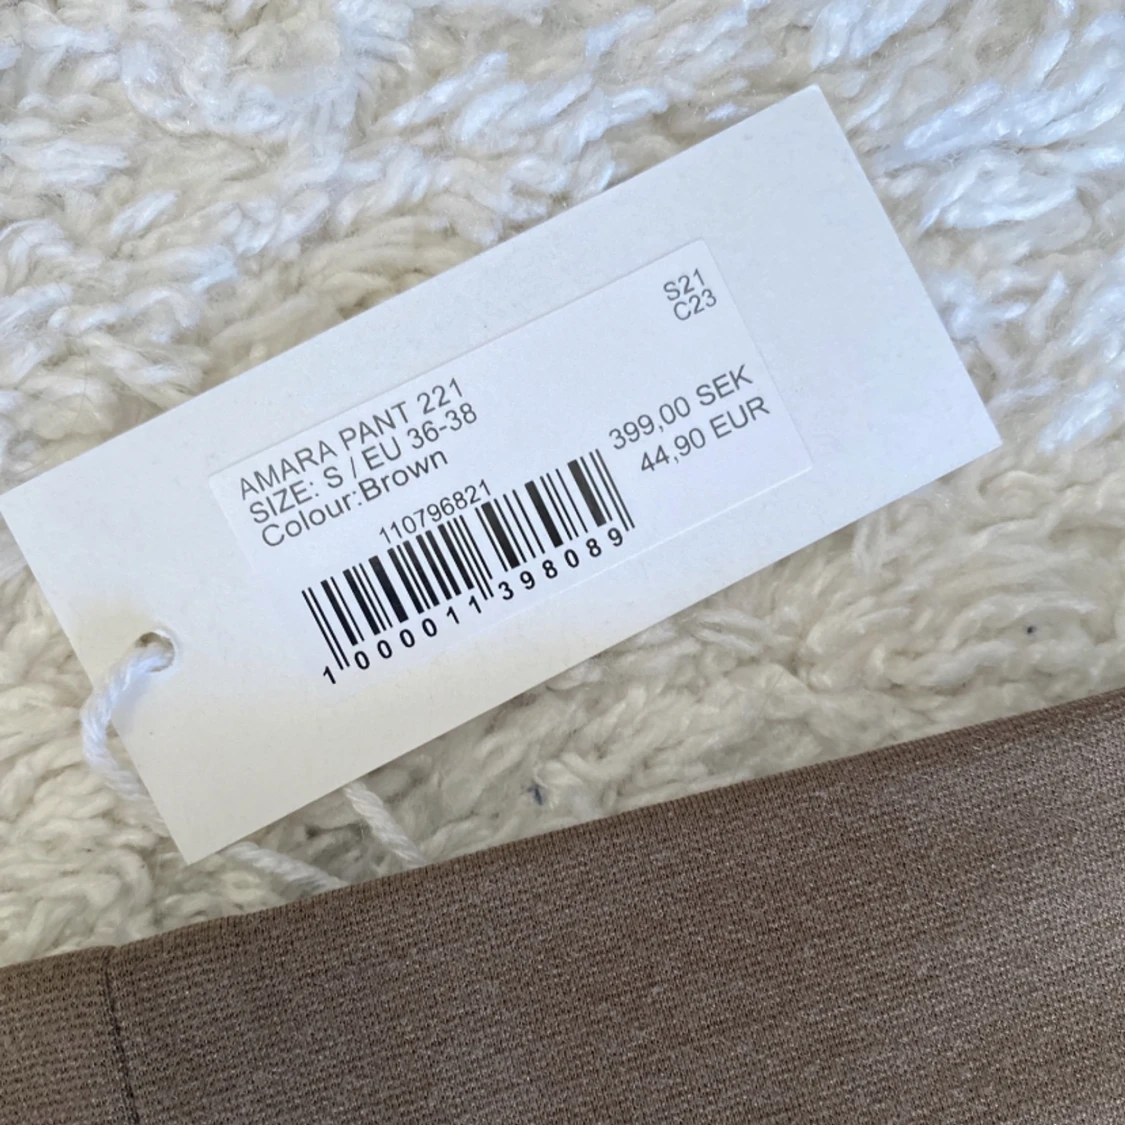 S21
C23
AMARA PANT 221
SIZE: S / EU 36-38
Colour:Brown
399,00 SEK
44,90 EUR
110796821
1 000011 398089